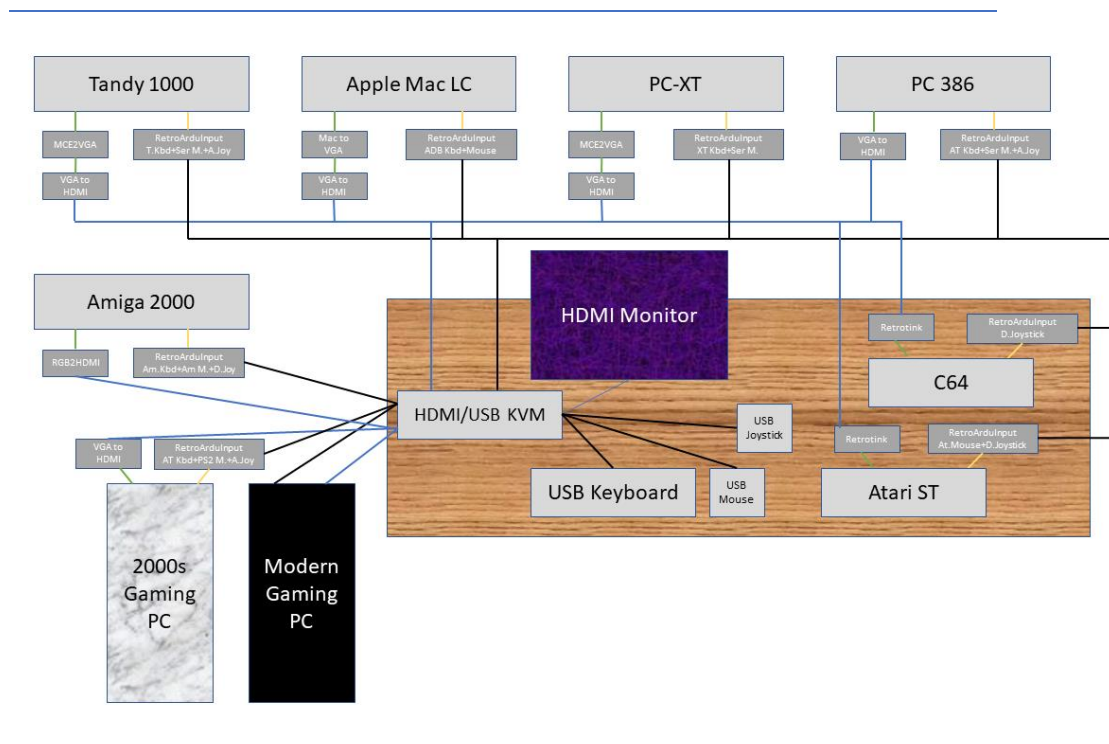 Tandy 1000
Apple Mac LC
PC-XT
PC 386
MCE2VGA
RetroArduInput
T.Kbd+Ser M.+A.Joy
Mac to
VGA
RetroArduInput
ADB Kbd+Mouse
MCE2VGA
RetroArduInput
XT Kbd+Ser M.
VGA to
HDMI
RetroArduInput
AT Kbd+Ser M.+A.Joy
VGA to
HDMI
VGA to
HDMI
VGA to
HDMI
Amiga 2000
HDMI Monitor
RGB2HDMI
RetroArduInput
Am.Kbd+Am M.+D.Joy
Retrotink
RetroArduInput
D.Joystick
C64
HDMI/USB KVM
USB
Joystick
VGA to
HDMI
RetroArduInput
AT Kbd+PS2 M.+A.Joy
Retrotink
RetroArduInput
At.Mouse+D.Joystick
USB Keyboard
USB
Mouse
Atari ST
2000s
Gaming
PC
Modern
Gaming
PC